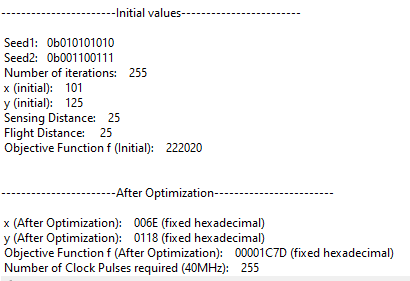 -----------------------Initial values------------------------
Seed1: 0b010101010
Seed2: 0b001100111
Number of iterations: 255
x (initial): 101
y (initial): 125
Sensing Distance: 25
Flight Distance: 25
Objective Function f (Initial): 222020
-----------------------After Optimization------------------------
x (After Optimization): 006E (fixed hexadecimal)
y (After Optimization): 0118 (fixed hexadecimal)
Objective Function f (After Optimization): 00001C7D (fixed hexadecimal)
Number of Clock Pulses required (40MHz): 255